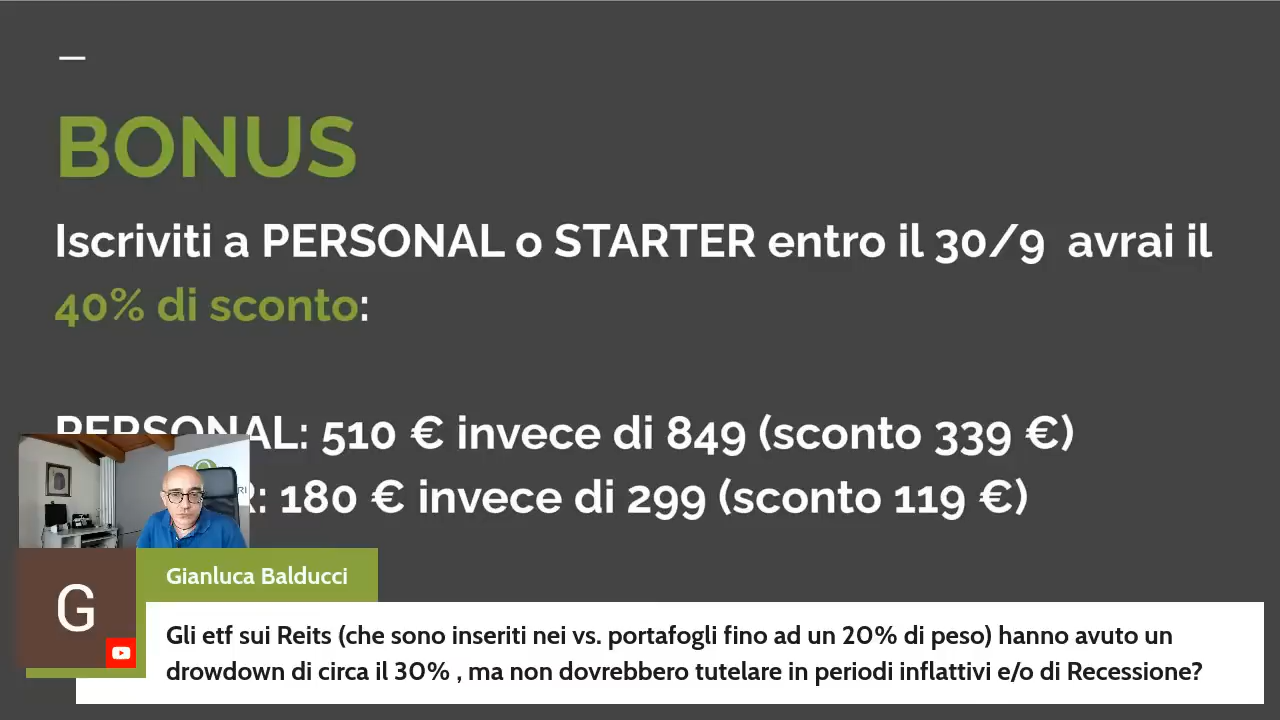 BONUS
Iscriviti a PERSONAL o STARTER entro il 30/9 avrai il
40% di sconto:
PERSONAL: 510 € invece di 849 (sconto 339 €)
R: 180 € invece di 299 (sconto 119 €)
RI
G
Gianluca Balducci
Gli etf sui Reits (che sono inseriti nei vs. portafogli fino ad un 20% di peso) hanno avuto un
drowdown di circa il 30% , ma non dovrebbero tutelare in periodi inflattivi e/o di Recessione?